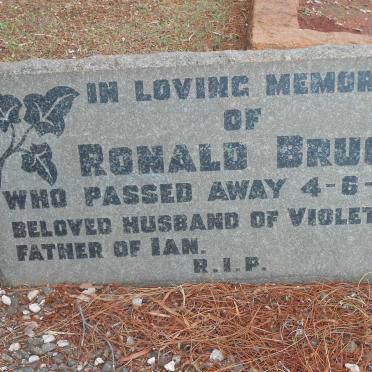 IN LOVING MEMOR
OF
RONALD BRUC
WHO PASSED AWAY 4-6-
BELOVED HUSBAND OF VIOLET
FATHER OF IAN.
R.I.P.